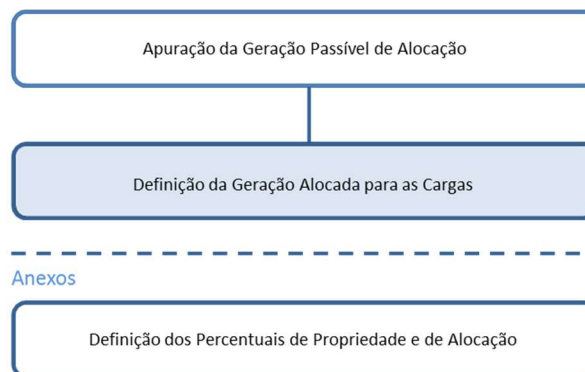 Apuração da Geração Passível de Alocação
Definição da Geração Alocada para as Cargas
Anexos
Definição dos Percentuais de Propriedade e de Alocação